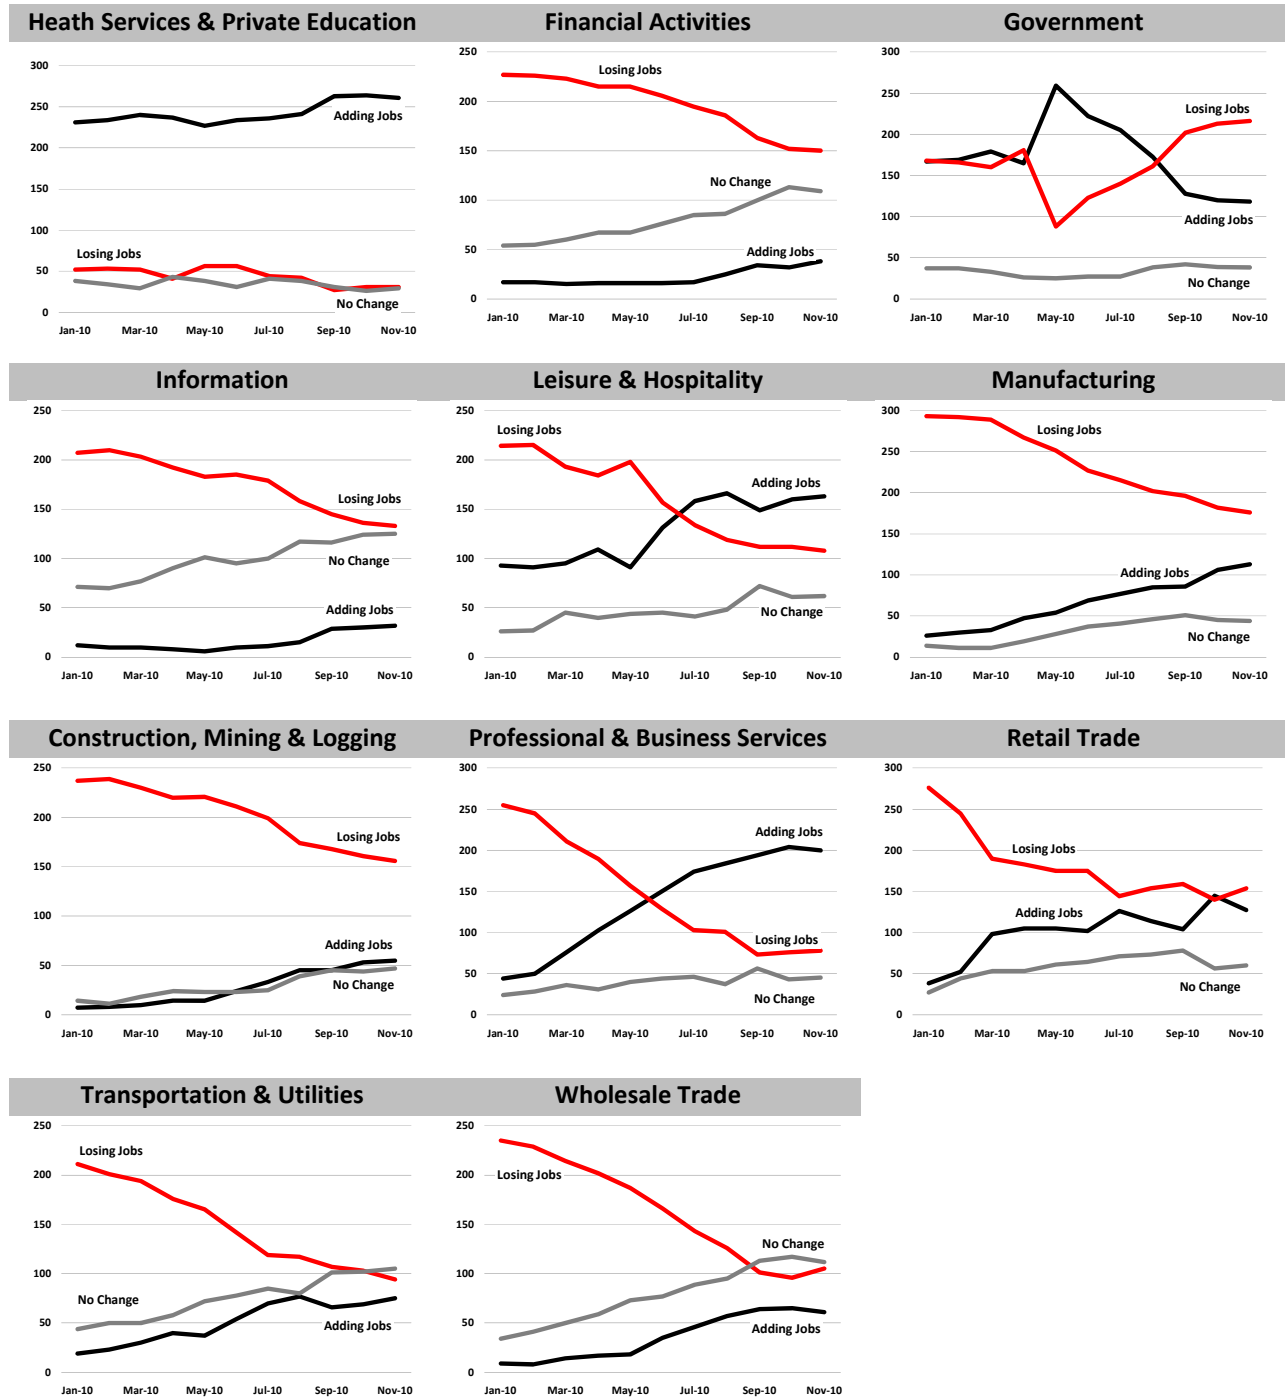 Heath Services & Private Education
300
250
200
150
100
50
0
Adding Jobs
Losing Jobs
No Change
Jan-10 Mar-10 May-10 Jul-10 Sep-10 Nov-10
Financial Activities
250
200
150
100
50
0
Losing Jobs
No Change
Adding Jobs
Jan-10 Mar-10 May-10 Jul-10 Sep-10 Nov-10
Government
300
250
200
150
100
50
0
Losing Jobs
Adding Jobs
No Change
Jan-10 Mar-10 May-10 Jul-10 Sep-10 Nov-10
Information
250
200
150
100
50
0
Losing Jobs
No Change
Adding Jobs
Jan-10 Mar-10 May-10 Jul-10 Sep-10 Nov-10
Leisure & Hospitality
250
200
150
100
50
0
Losing Jobs
Adding Jobs
No Change
Jan-10 Mar-10 May-10 Jul-10 Sep-10 Nov-10
Manufacturing
300
250
200
150
100
50
0
Losing Jobs
Adding Jobs
No Change
Jan-10 Mar-10 May-10 Jul-10 Sep-10 Nov-10
Construction, Mining & Logging
250
200
150
100
50
0
Losing Jobs
Adding Jobs
No Change
Jan-10 Mar-10 May-10 Jul-10 Sep-10 Nov-10
Professional & Business Services
300
250
200
150
100
50
0
Adding Jobs
Losing Jobs
No Change
Jan-10 Mar-10 May-10 Jul-10 Sep-10 Nov-10
Retail Trade
300
250
200
150
100
50
0
Losing Jobs
Adding Jobs
No Change
Jan-10 Mar-10 May-10 Jul-10 Sep-10 Nov-10
Transportation & Utilities
250
200
150
100
50
0
Losing Jobs
No Change
Adding Jobs
Jan-10 Mar-10 May-10 Jul-10 Sep-10 Nov-10
Wholesale Trade
250
200
150
100
50
0
Losing Jobs
No Change
Adding Jobs
Jan-10 Mar-10 May-10 Jul-10 Sep-10 Nov-10